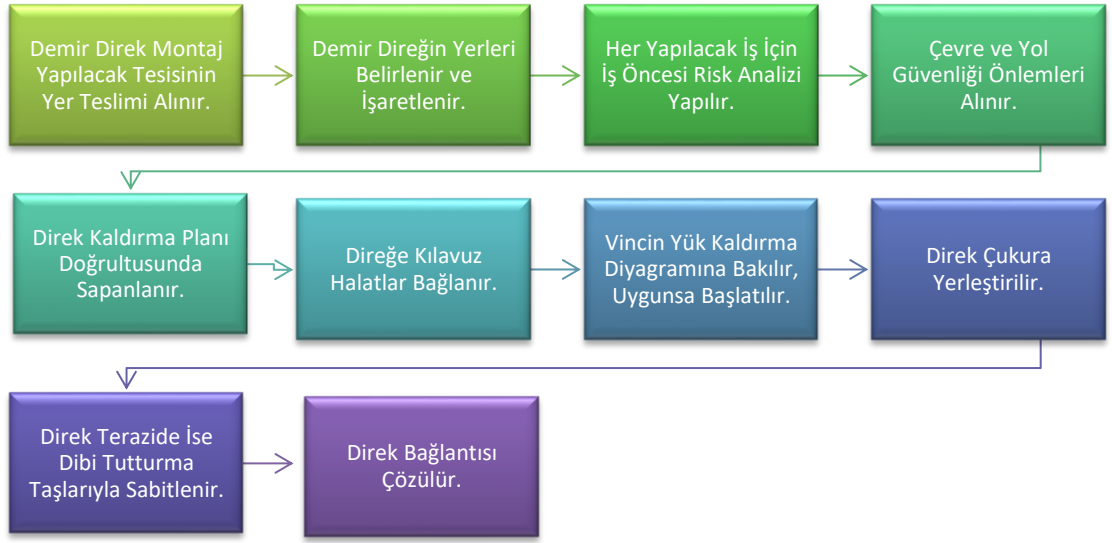 Demir Direk Montaj
Yapılacak Tesisinin
Yer Teslimi Alınır.
Demir Direğin Yerleri
Belirlenir ve
İşaretlenir.
Her Yapılacak İş İçin
İş Öncesi Risk Analizi
Yapılır.
Çevre ve Yol
Güvenliği Önlemleri
Alınır.
Direk Kaldırma Planı
Doğrultusunda
Sapanlanır.
Direğe Kılavuz
Halatlar Bağlanır.
Vincin Yük Kaldırma
Diyagramına Bakılır,
Uygunsa Başlatılır.
Direk Çukura
Yerleştirilir.
Direk Terazide İse
Dibi Tutturma
Taşlarıyla Sabitlenir.
Direk Bağlantısı
Çözülür.